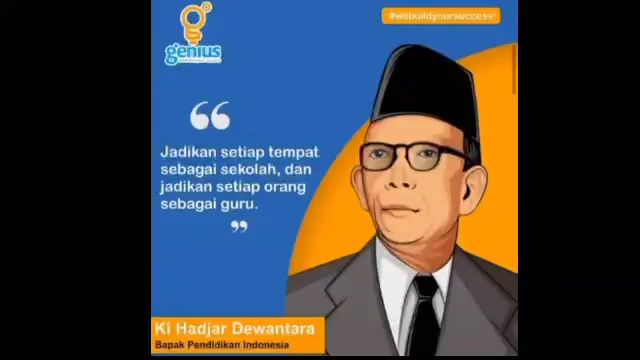 genius
#webuildyoursuccess
Jadikan setiap tempat
sebagai sekolah, dan
jadikan setiap orang
sebagai guru.
Ki Hadjar Dewantara
Bapak Pendidikan Indonesia